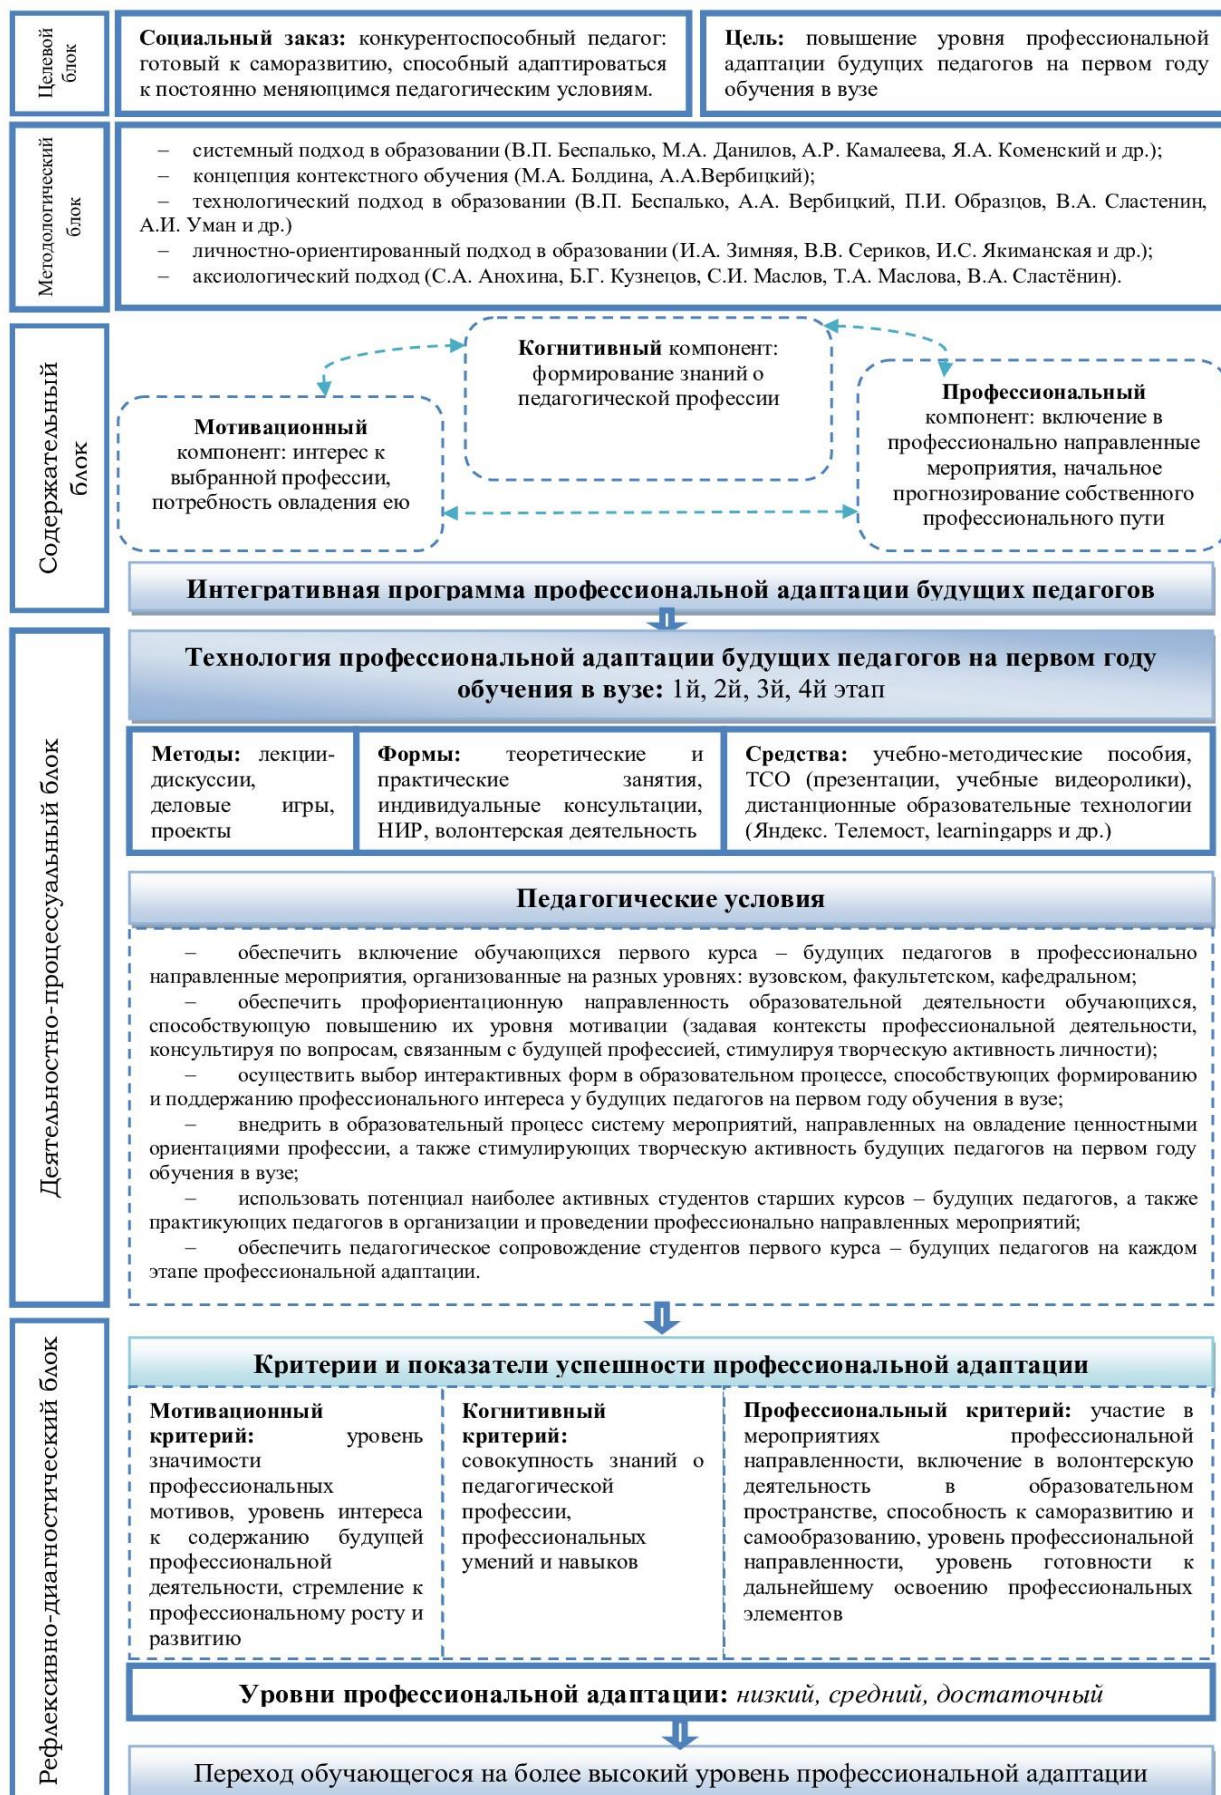 Целевой
блок
Социальный заказ: конкурентоспособный педагог:
готовый к саморазвитию, способный адаптироваться
к постоянно меняющимся педагогическим условиям.
Цель: повышение уровня профессиональной
адаптации будущих педагогов на первом году
обучения в вузе
Методологический
блок
– системный подход в образовании (В.П. Беспалько, М.А. Данилов, А.Р. Камалеева, Я.А. Коменский и др.);
– концепция контекстного обучения (М.А. Болдина, А.А.Вербицкий);
– технологический подход в образовании (В.П. Беспалько, А.А. Вербицкий, П.И. Образцов, В.А. Сластенин,
А.И. Уман и др.)
– личностно-ориентированный подход в образовании (И.А. Зимняя, В.В. Сериков, И.С. Якиманская и др.);
– аксиологический подход (С.А. Анохина, Б.Г. Кузнецов, С.И. Маслов, Т.А. Маслова, В.А. Сластёнин).
Содержательный
блок
Мотивационный
компонент: интерес к
выбранной профессии,
потребность овладения ею
Когнитивный компонент:
формирование знаний о
педагогической профессии
Профессиональный
компонент: включение в
профессионально направленные
мероприятия, начальное
прогнозирование собственного
профессионального пути
Интегративная программа профессиональной адаптации будущих педагогов
Деятельностно-процессуальный блок
Технология профессиональной адаптации будущих педагогов на первом году
обучения в вузе: 1й, 2й, 3й, 4й этап
Методы: лекции-
дискуссии,
деловые игры,
проекты
Формы: теоретические и
практические занятия,
индивидуальные консультации,
НИР, волонтерская деятельность
Средства: учебно-методические пособия,
ТСО (презентации, учебные видеоролики),
дистанционные образовательные технологии
(Яндекс. Телемост, learningapps и др.)
Педагогические условия
– обеспечить включение обучающихся первого курса – будущих педагогов в профессионально
направленные мероприятия, организованные на разных уровнях: вузовском, факультетском, кафедральном;
– обеспечить профориентационную направленность образовательной деятельности обучающихся,
способствующую повышению их уровня мотивации (задавая контексты профессиональной деятельности,
консультируя по вопросам, связанным с будущей профессией, стимулируя творческую активность личности);
– осуществить выбор интерактивных форм в образовательном процессе, способствующих формированию
и поддержанию профессионального интереса у будущих педагогов на первом году обучения в вузе;
– внедрить в образовательный процесс систему мероприятий, направленных на овладение ценностными
ориентациями профессии, а также стимулирующих творческую активность будущих педагогов на первом году
обучения в вузе;
– использовать потенциал наиболее активных студентов старших курсов – будущих педагогов, а также
практикующих педагогов в организации и проведении профессионально направленных мероприятий;
– обеспечить педагогическое сопровождение студентов первого курса – будущих педагогов на каждом
этапе профессиональной адаптации.
Рефлексивно-диагностический блок
Критерии и показатели успешности профессиональной адаптации
Мотивационный
критерий: уровень
значимости
профессиональных
мотивов, уровень интереса
к содержанию будущей
профессиональной
деятельности, стремление к
профессиональному росту и
развитию
Когнитивный
критерий:
совокупность знаний о
педагогической
профессии,
профессиональных
умений и навыков
Профессиональный критерий: участие в
мероприятиях профессиональной
направленности, включение в волонтерскую
деятельность в образовательном
пространстве, способность к саморазвитию и
самообразованию, уровень профессиональной
направленности, уровень готовности к
дальнейшему освоению профессиональных
элементов
Уровни профессиональной адаптации: низкий, средний, достаточный
Переход обучающегося на более высокий уровень профессиональной адаптации